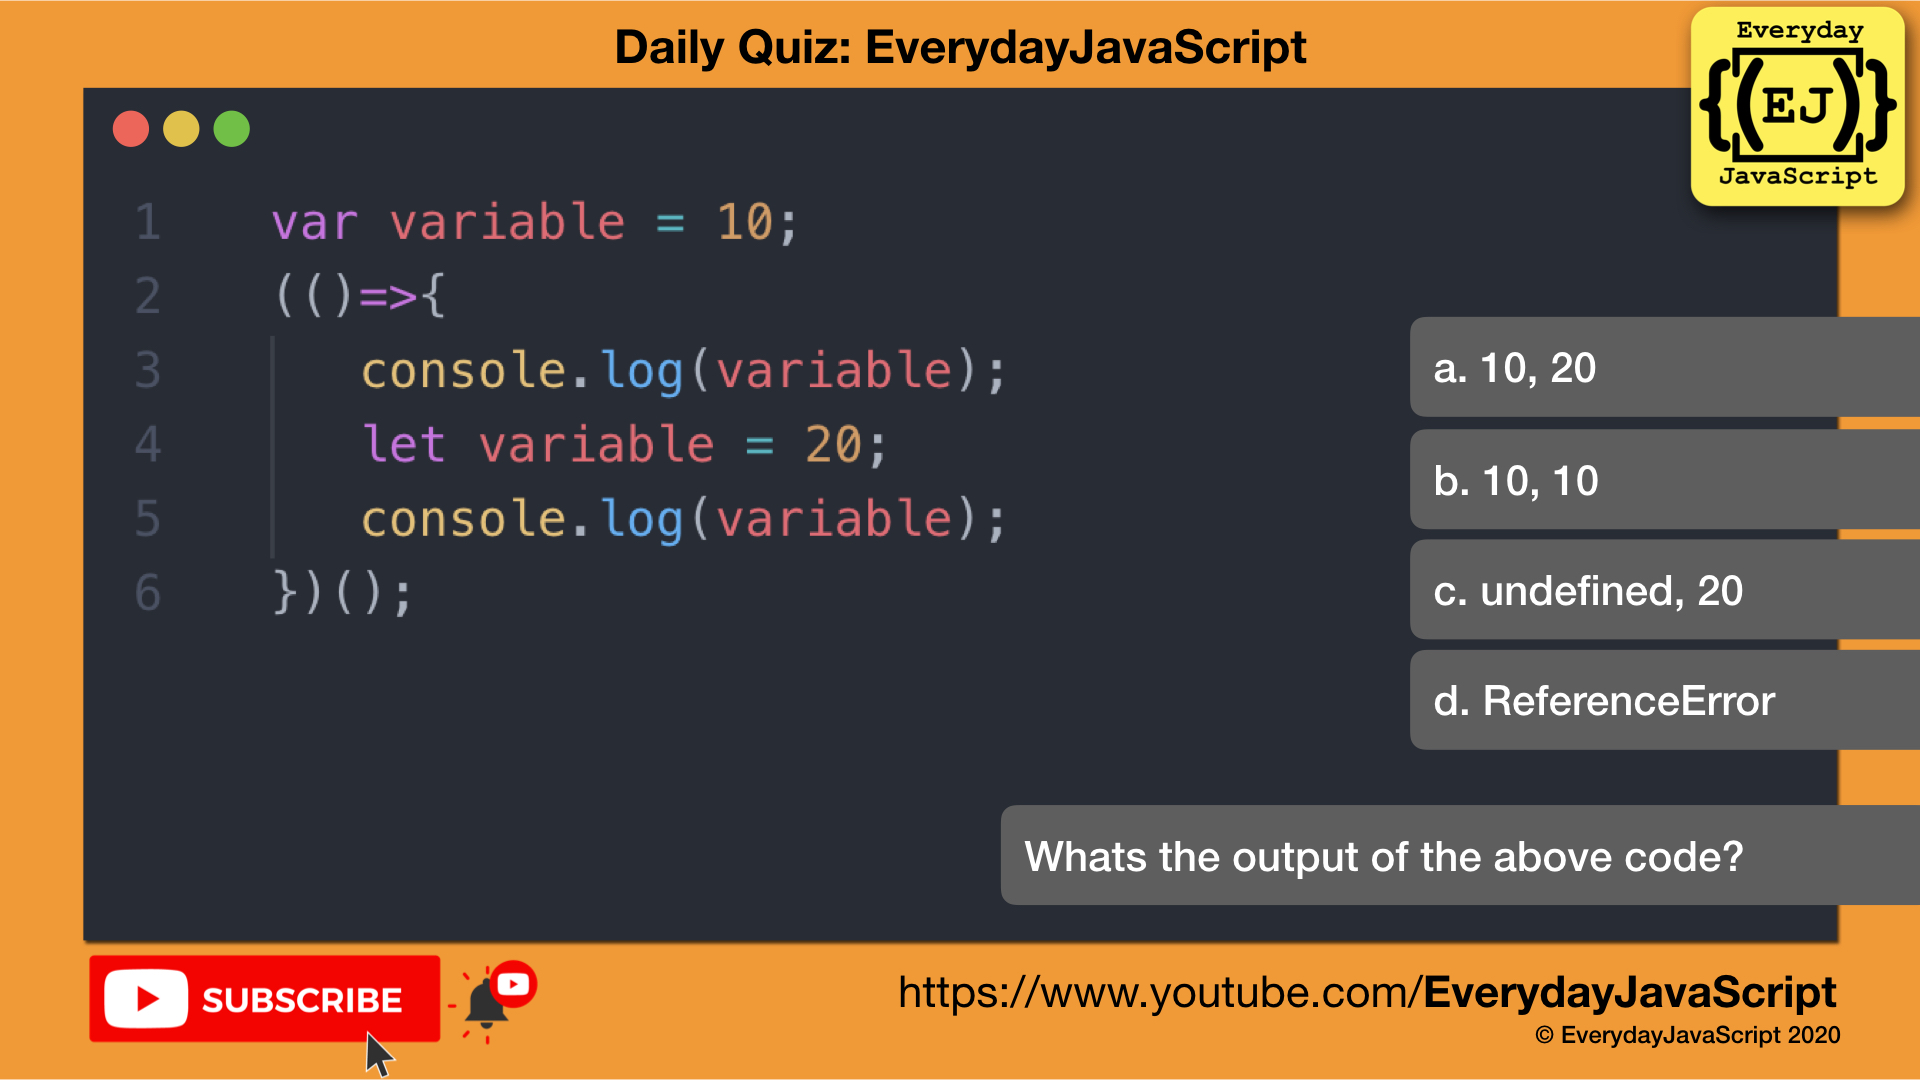 Daily Quiz: EverydayJavaScript
Everyday
{[(EJ)]}
JavaScript
1 var variable = 10;
2 (()=>{
3 console.log(variable);
4 let variable = 20;
5 console.log(variable);
6 })();
a. 10, 20
b. 10, 10
c. undefined, 20
d. ReferenceError
Whats the output of the above code?
SUBSCRIBE
https://www.youtube.com/EverydayJavaScript
© EverydayJavaScript 2020